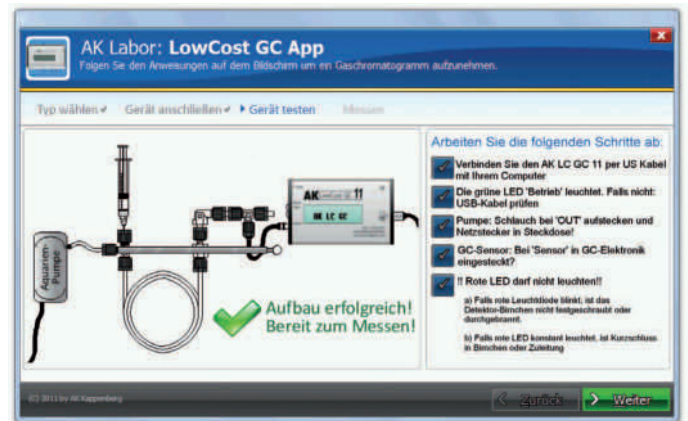 AK Labor: LowCost GC App
Folgen Sie den Anweisungen auf dem Bildschirm um en Gaschromatogramm aufzunehmen.
Typ wählen Gerät anschließen Gerät testen Messen
Aquarien-
Pumpe
AK LowCost GC 11
AK LC GC
Aufbau erfolgreich!
Bereit zum Messen!
Arbeiten Sie die folgenden Schritte ab:
Verbinden Sie den AK LC GC 11 per US Kabel
mit Ihrem Computer
Die grüne LED 'Betrieb' leuchtet. Falls nicht:
USB-Kabel prüfen
Pumpe: Schlauch bei 'OUT' aufstecken und
Netzstecker in Steckdose!
GC-Sensor: Bei 'Sensor' in GC-Elektronik
eingesteckt?
!! Rote LED darf nicht leuchten!!
a) Falls rote Leuchtdiode blinkt, ist das
Detektor-Birnchen nicht festgeschraubt oder
durchgebrannt.
b) Falls rote LED konstant leuchtet, ist Kurzschluss
in Birnchen oder Zuleitung
(C) 2011 by AK Kappenberg
Zurück Weiter